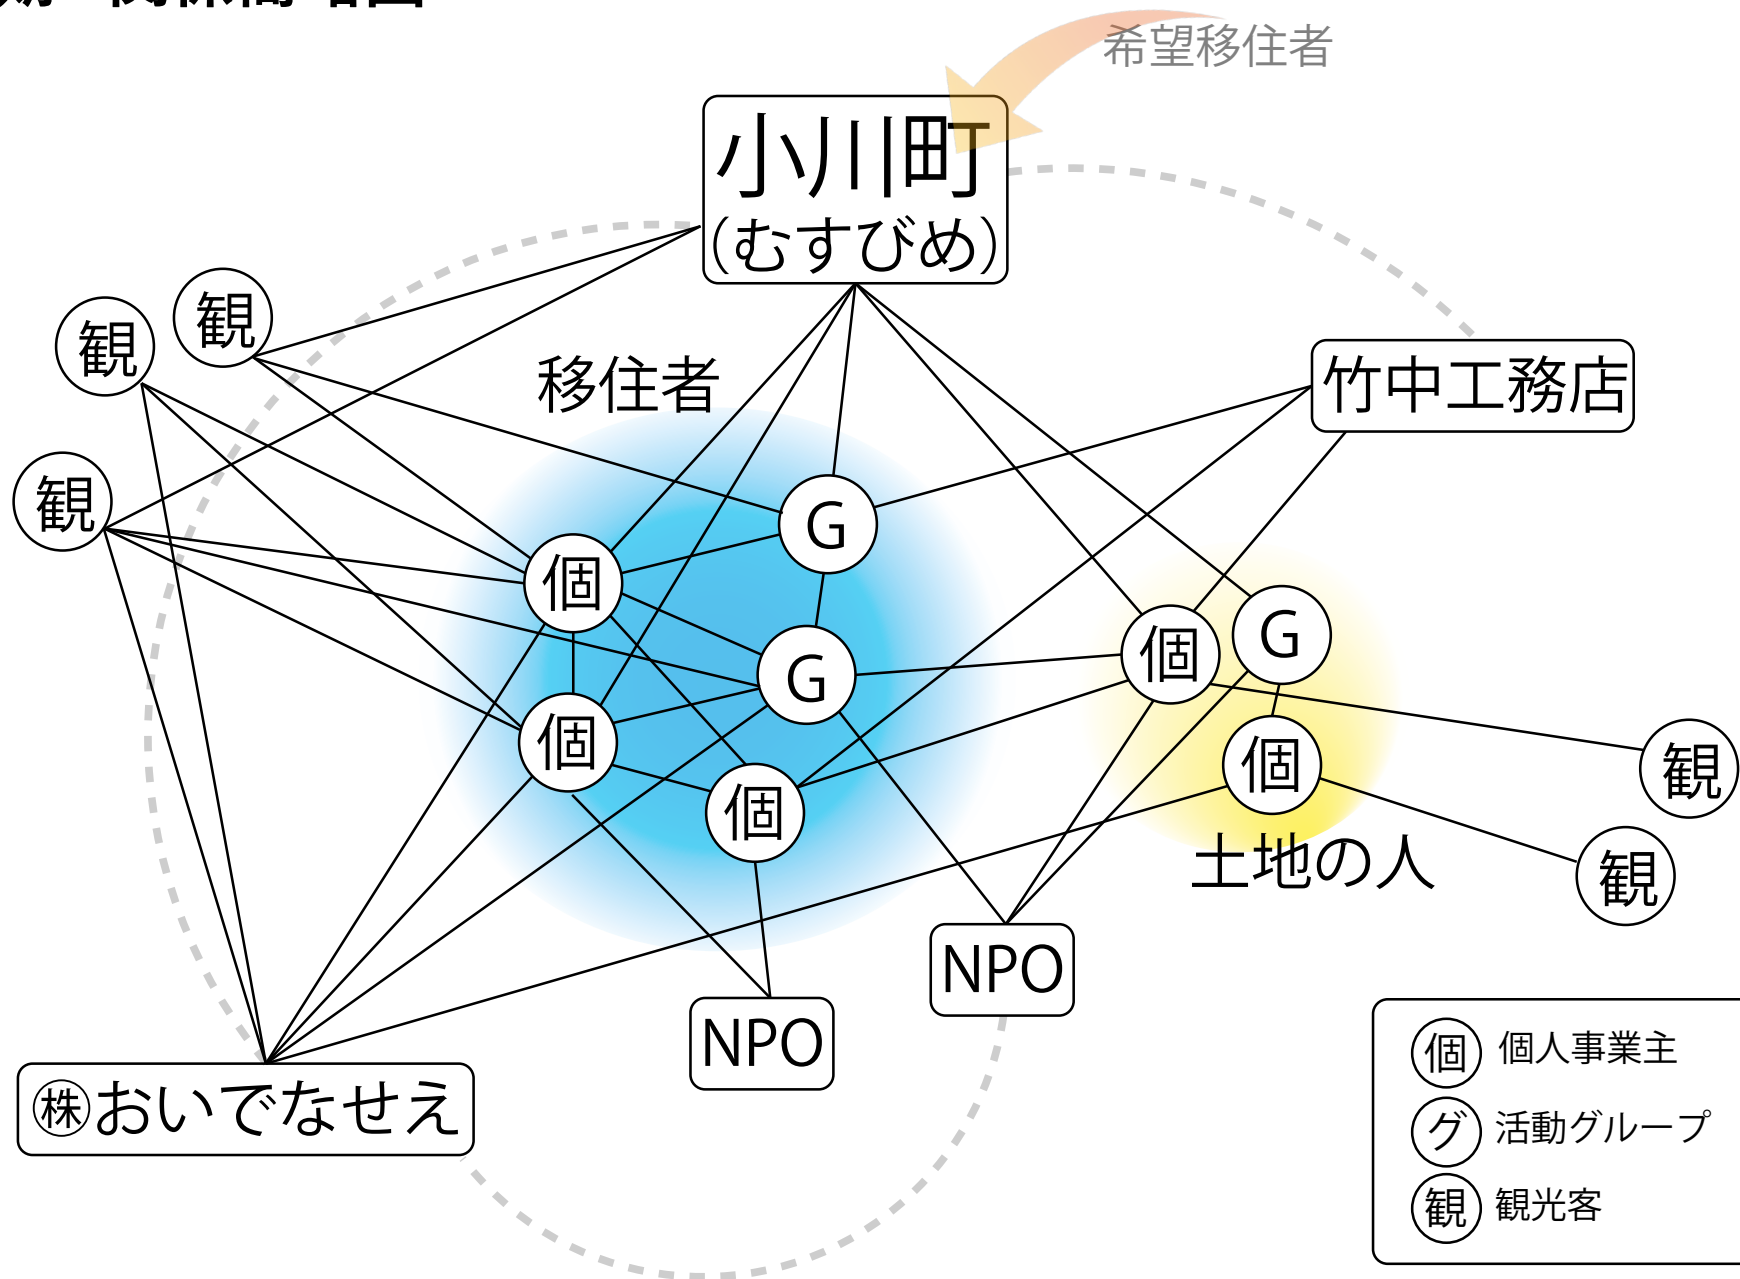 希望移住者
小川町
（むすびめ）
観
観
移住者
竹中工務店
観
G
個
G
個
G
個
個
個
観
土地の人
観
NPO
NPO
㈱おいでなせえ
個 個人事業主
グ 活動グループ
観 観光客